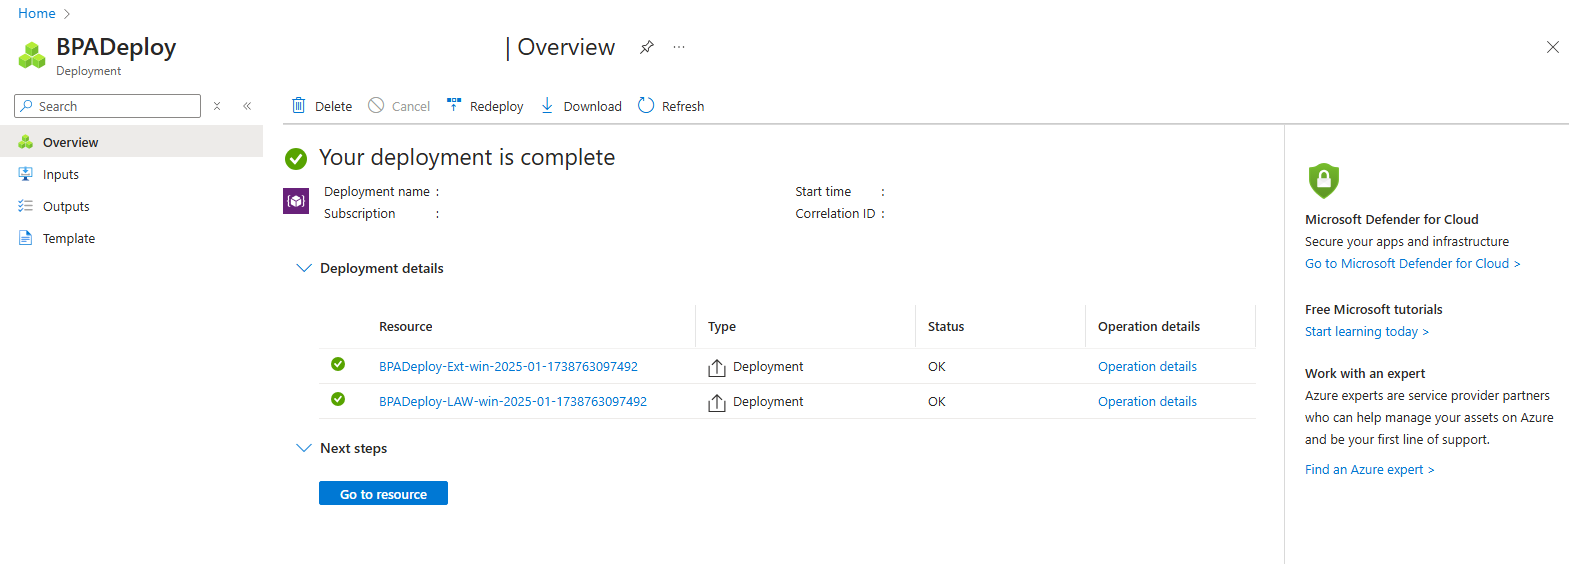 Home >
BPADeploy | Overview ...
Deployment
Search
Delete Cancel Redeploy Download Refresh
Overview
Inputs
Outputs
Template
Your deployment is complete
Deployment name : Start time :
Subscription : Correlation ID :
Deployment details
Resource Type Status Operation details
BPADeploy-Ext-win-2025-01-1738763097492 Deployment OK Operation details
BPADeploy-LAW-win-2025-01-1738763097492 Deployment OK Operation details
Next steps
Go to resource
Microsoft Defender for Cloud
Secure your apps and infrastructure
Go to Microsoft Defender for Cloud >
Free Microsoft tutorials
Start learning today >
Work with an expert
Azure experts are service provider partners
who can help manage your assets on Azure
and be your first line of support.
Find an Azure expert >